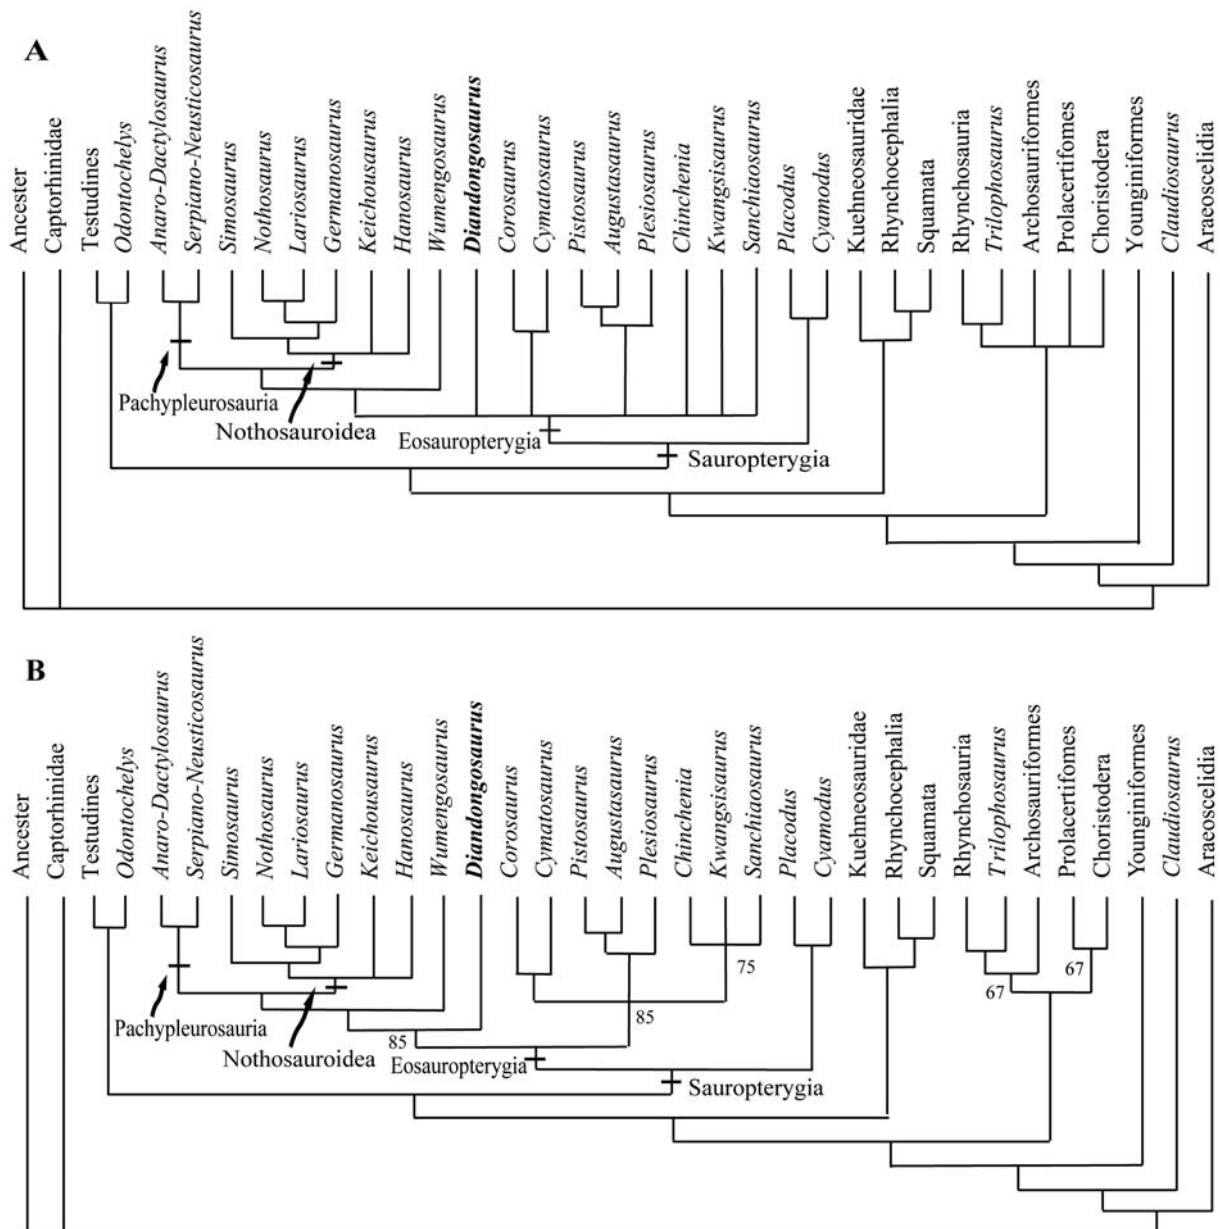 A
Ancester
Captorhinidae
Testudines
Odontochelys
Anaro-Dactylosaurus
Serpiano-Neusticosaurus
Simosaurus
Nothosaurus
Lariosaurus
Germanosaurus
Keichousaurus
Hanosaurus
Wumengosaurus
Diandongosaurus
Corosaurus
Cymatosaurus
Pistosaurus
Augustasaurus
Plesiosaurus
Chinchenia
Kwangsisaurus
Sanchiaosaurus
Placodus
Cyamodus
Kuehneosauridae
Rhynchocephalia
Squamata
Rhynchosauria
Trilophosaurus
Archosauriformes
Prolacertifomes
Choristodera
Younginiformes
Claudiosaurus
Araeoscelidia
Pachypleurosauria
Nothosauroidea
Eosauropterygia
Sauropterygia
B
Ancester
Captorhinidae
Testudines
Odontochelys
Anaro-Dactylosaurus
Serpiano-Neusticosaurus
Simosaurus
Nothosaurus
Lariosaurus
Germanosaurus
Keichousaurus
Hanosaurus
Wumengosaurus
Diandongosaurus
Corosaurus
Cymatosaurus
Pistosaurus
Augustasaurus
Plesiosaurus
Chinchenia
Kwangsisaurus
Sanchiaosaurus
Placodus
Cyamodus
Kuehneosauridae
Rhynchocephalia
Squamata
Rhynchosauria
Trilophosaurus
Archosauriformes
Prolacertifomes
Choristodera
Younginiformes
Claudiosaurus
Araeoscelidia
75
67
67
85
Pachypleurosauria
85
Nothosauroidea
Eosauropterygia
Sauropterygia